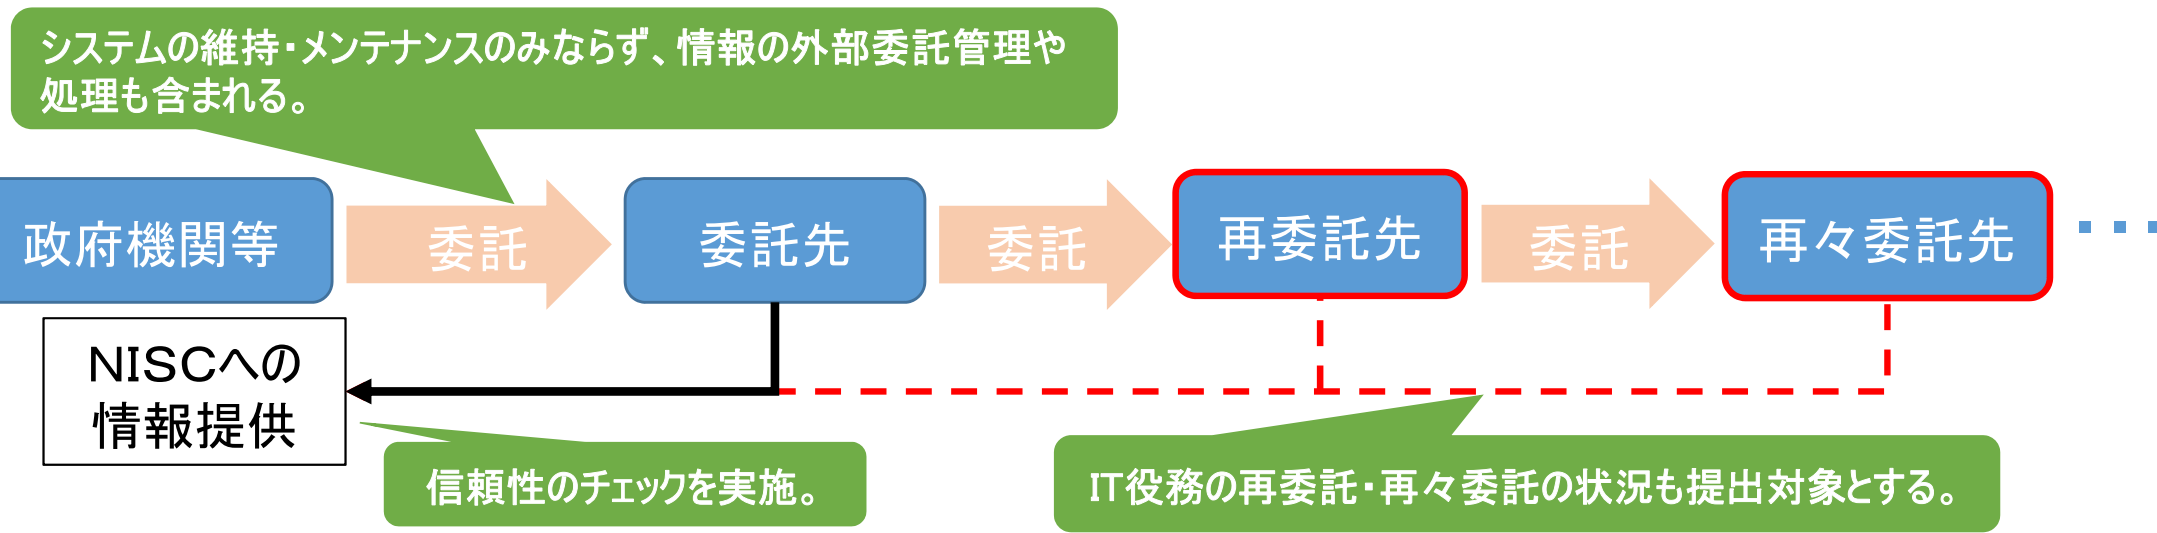 システムの維持・メンテナンスのみならず、情報の外部委託管理や
処理も含まれる。
政府機関等
委託
委託先
委託
再委託先
委託
再々委託先
NISCへの
情報提供
信頼性のチェックを実施。
IT役務の再委託・再々委託の状況も提出対象とする。